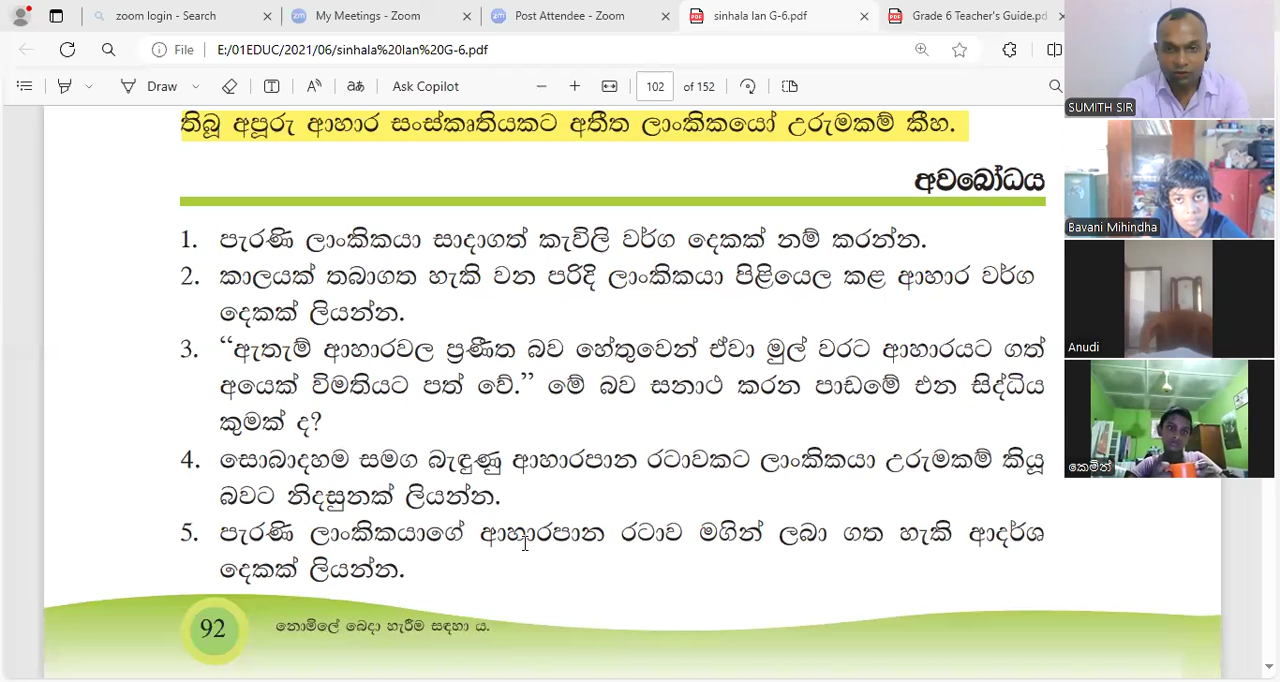 zoom login - Search
My Meetings - Zoom
Post Attendee - Zoom
sinhala lan G-6.pdf
Grade 6 Teacher's Guide.pd
File
E:/01EDUC/2021/06/sinhala%20lan%20G-6.pdf
Draw
Ask Copilot
102
of 152
තිබූ අපූරු ආහාර සංස්කෘතියකට අතීත ලාංකිකයෝ උරුමකම් කීහ.
අවබෝධය
1. පැරණි ලාංකිකයා සාදාගත් කැවිලි වර්ග දෙකක් නම් කරන්න.
2. කාලයක් තබාගත හැකි වන පරිදි ලාංකිකයා පිළියෙල කළ ආහාර වර්ග
දෙකක් ලියන්න.
3. “ඇතැම් ආහාරවල ප්‍රණීත බව හේතුවෙන් ඒවා මුල් වරට ආහාරයට ගත්
අයෙක් විමතියට පත් වේ.” මේ බව සනාථ කරන පාඩමේ එන සිද්ධිය
කුමක් ද?
4. සොබාදහම සමග බැඳුණු ආහාරපාන රටාවකට ලාංකිකයා උරුමකම් කියූ
බවට නිදසුනක් ලියන්න.
5. පැරණි ලාංකිකයාගේ ආහාරපාන රටාව මගින් ලබා ගත හැකි ආදර්ශ
දෙකක් ලියන්න.
92
නොමිලේ බෙදා හැරීම සඳහා ය.
SUMITH SIR
Bavani Mihindha
Anudi
කෙමින්